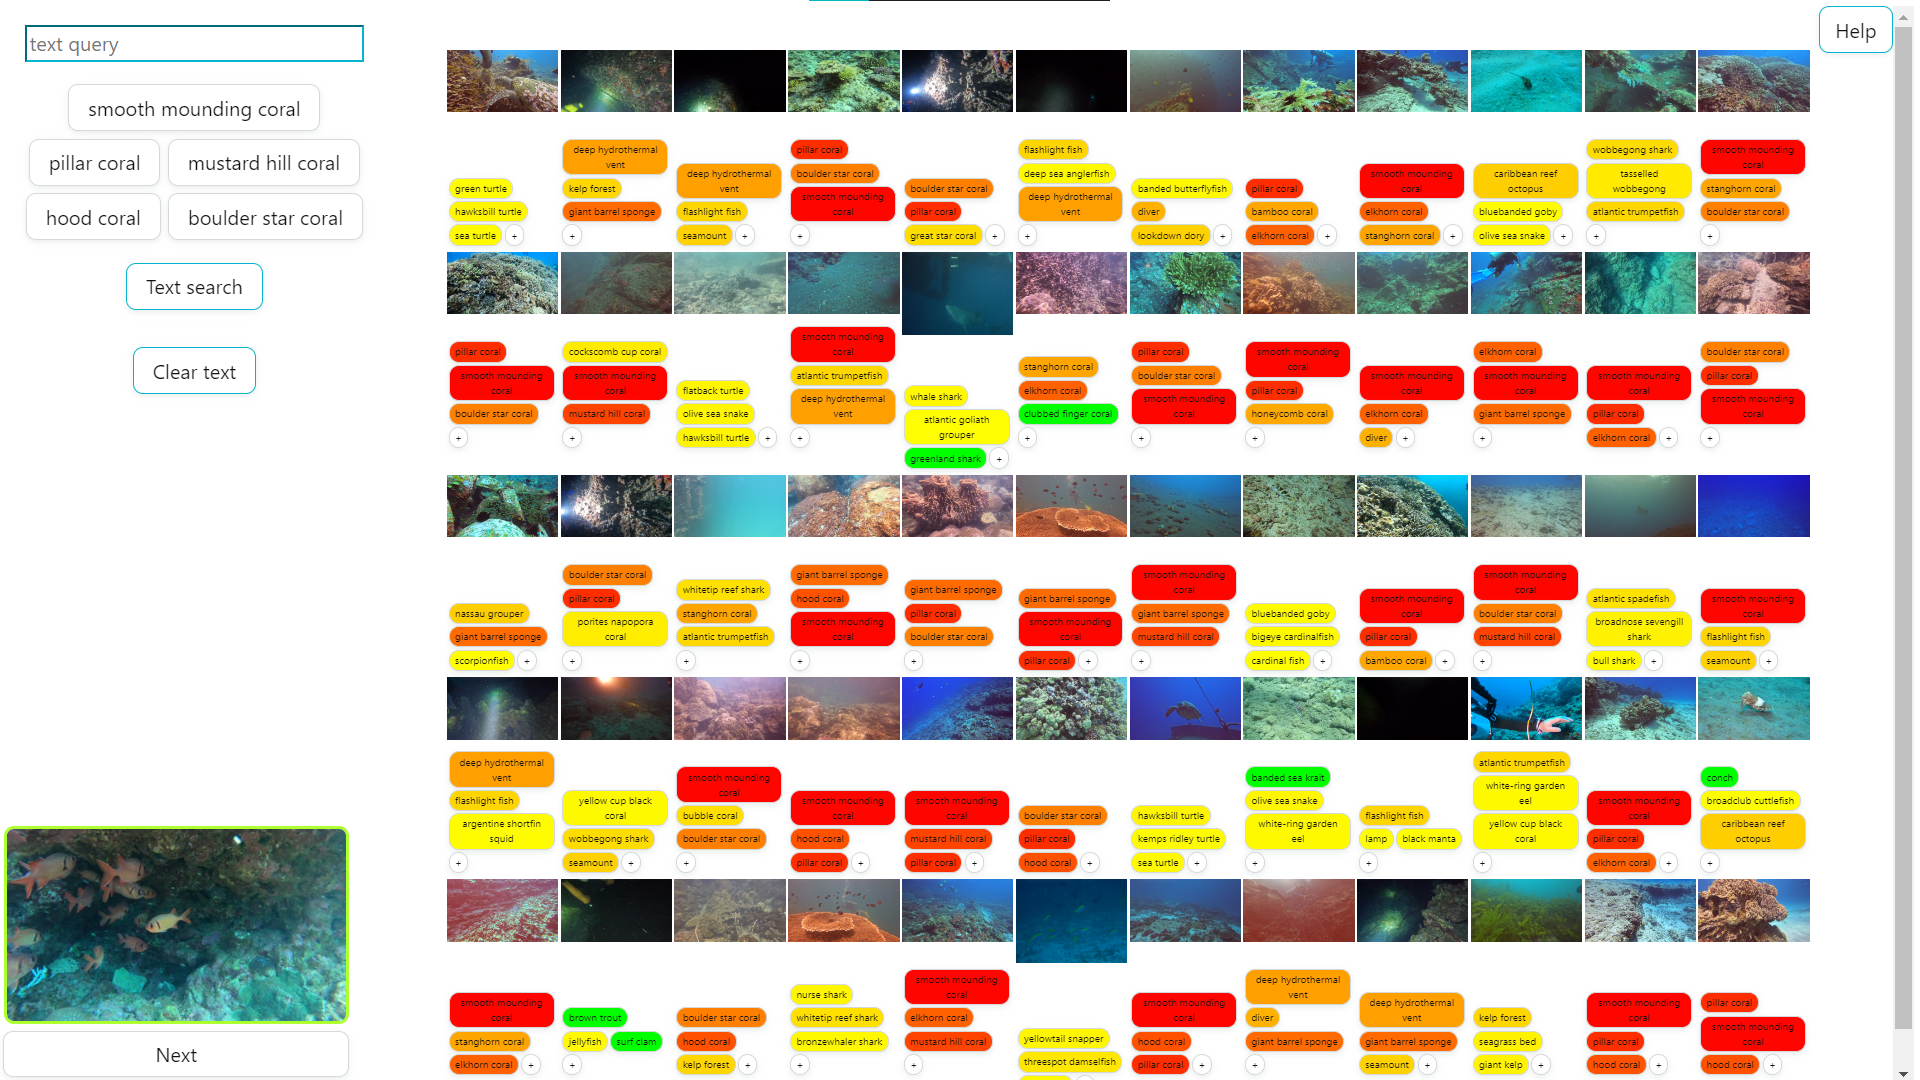 text query
smooth mounding coral
pillar coral
mustard hill coral
hood coral
boulder star coral
Text search
Clear text
Next
Help
green turtle
hawksbill turtle
sea turtle +
deep hydrothermal
vent
kelp forest
giant barrel sponge
+
deep hydrothermal
vent
flashlight fish
seamount +
pillar coral
boulder star coral
smooth mounding
coral
+
boulder star coral
pillar coral
great star coral +
flashlight fish
deep sea anglerfish
deep hydrothermal
vent
+
banded butterflyfish
diver
lookdown dory +
pillar coral
bamboo coral
elkhorn coral +
smooth mounding
coral
elkhorn coral
stanghorn coral +
caribbean reef
octopus
bluebanded goby
olive sea snake +
wobbegong shark
tasselled
wobbegong
atlantic trumpetfish
+
smooth mounding
coral
stanghorn coral
boulder star coral
+
pillar coral
smooth mounding
coral
boulder star coral
+
cockscomb cup coral
smooth mounding
coral
mustard hill coral
+
flatback turtle
olive sea snake
hawksbill turtle +
smooth mounding
coral
atlantic trumpetfish
deep hydrothermal
vent
+
whale shark
atlantic goliath
grouper
greenland shark +
stanghorn coral
elkhorn coral
clubbed finger coral
+
pillar coral
boulder star coral
smooth mounding
coral
+
smooth mounding
coral
pillar coral
honeycomb coral
+
smooth mounding
coral
elkhorn coral
diver +
elkhorn coral
smooth mounding
coral
giant barrel sponge
+
smooth mounding
coral
pillar coral
elkhorn coral +
boulder star coral
pillar coral
smooth mounding
coral
+
nassau grouper
giant barrel sponge
scorpionfish +
boulder star coral
pillar coral
porites napopora
coral
+
whitetip reef shark
stanghorn coral
atlantic trumpetfish
+
giant barrel sponge
hood coral
smooth mounding
coral
+
giant barrel sponge
pillar coral
boulder star coral
+
giant barrel sponge
smooth mounding
coral
pillar coral +
smooth mounding
coral
giant barrel sponge
mustard hill coral
+
bluebanded goby
bigeye cardinalfish
cardinal fish +
smooth mounding
coral
pillar coral
bamboo coral +
smooth mounding
coral
boulder star coral
mustard hill coral
+
atlantic spadefish
broadnose sevengill
shark
bull shark +
smooth mounding
coral
flashlight fish
seamount +
deep hydrothermal
vent
flashlight fish
argentine shortfin
squid
+
yellow cup black
coral
wobbegong shark
seamount +
smooth mounding
coral
bubble coral
boulder star coral
+
smooth mounding
coral
hood coral
pillar coral +
smooth mounding
coral
mustard hill coral
pillar coral +
boulder star coral
pillar coral
hood coral +
hawksbill turtle
kemps ridley turtle
sea turtle +
banded sea krait
olive sea snake
white-ring garden
eel
+
flashlight fish
lamp black manta
+
atlantic trumpetfish
white-ring garden
eel
yellow cup black
coral
+
smooth mounding
coral
pillar coral
elkhorn coral +
conch
broadclub cuttlefish
caribbean reef
octopus
+
smooth mounding
coral
stanghorn coral
elkhorn coral +
brown trout
jellyfish surf clam
+
boulder star coral
hood coral
kelp forest +
nurse shark
whitetip reef shark
bronzewhaler shark
+
smooth mounding
coral
elkhorn coral
mustard hill coral
+
yellowtail snapper
threespot damselfish
smooth mounding
coral
hood coral
pillar coral +
deep hydrothermal
vent
diver
giant barrel sponge
+
deep hydrothermal
vent
giant barrel sponge
seamount +
kelp forest
seagrass bed
giant kelp +
smooth mounding
coral
pillar coral
hood coral +
pillar coral
smooth mounding
coral
hood coral +